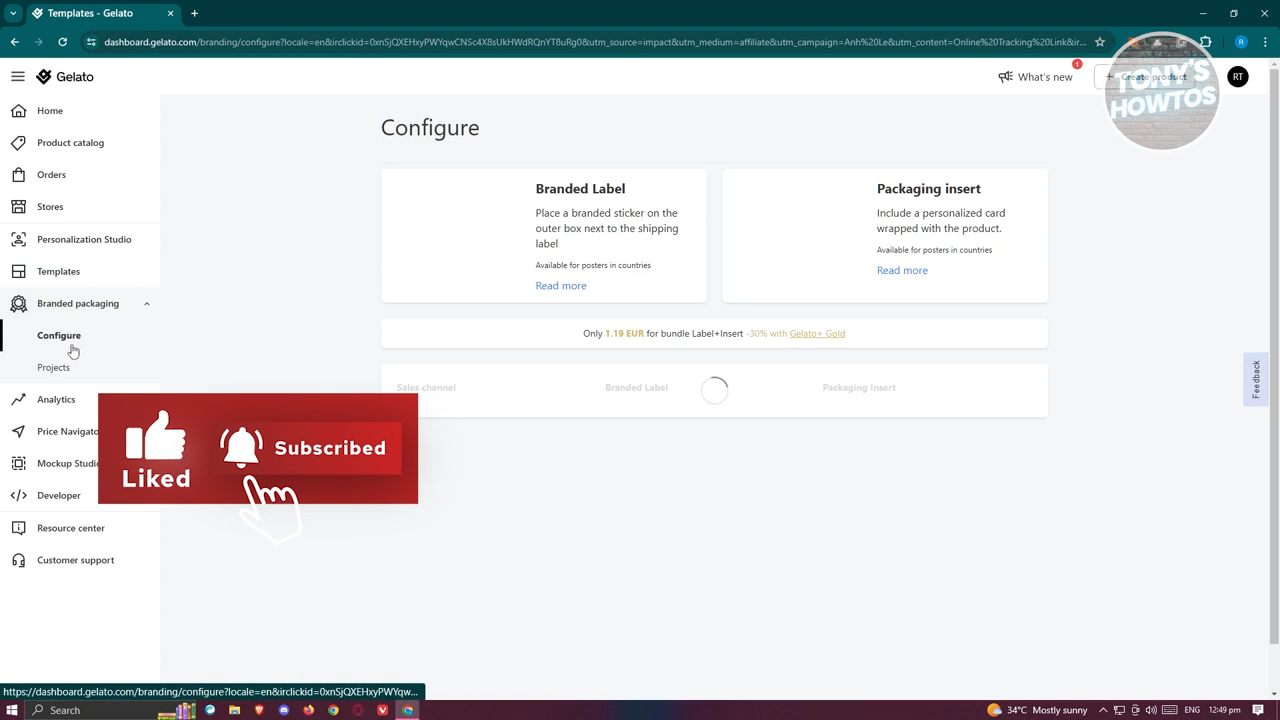 Templates - Gelato
dashboard.gelato.com/branding/configure?locale=en&irclickid=0xnSjQXEHxyPWYqwCNSc4X8sUkHWdRQnYT8uRg0&utm_source=impact&utm_medium=affiliate&utm_campaign=Anh%20Le&utm_content=Online%20Tracking%20Link&ir...
R
Gelato
What's new
1
Create product
RT
TONY'S
HOWTOS
Home
Product catalog
Orders
Stores
Personalization Studio
Templates
Branded packaging
Configure
Projects
Analytics
Price Navigato
Mockup Studi
Developer
Resource center
Customer support
Configure
Branded Label
Place a branded sticker on the
outer box next to the shipping
label
Available for posters in countries
Read more
Packaging insert
Include a personalized card
wrapped with the product.
Available for posters in countries
Read more
Only 1.19 EUR for bundle Label+Insert -30% with Gelato+ Gold
Sales channel
Branded Label
Packaging Insert
Feedback
Liked
Subscribed
https://dashboard.gelato.com/branding/configure?locale=en&irclickid=0xnSjQXEHxyPWYqw...
Search
34°C Mostly sunny
ENG
12:49 pm